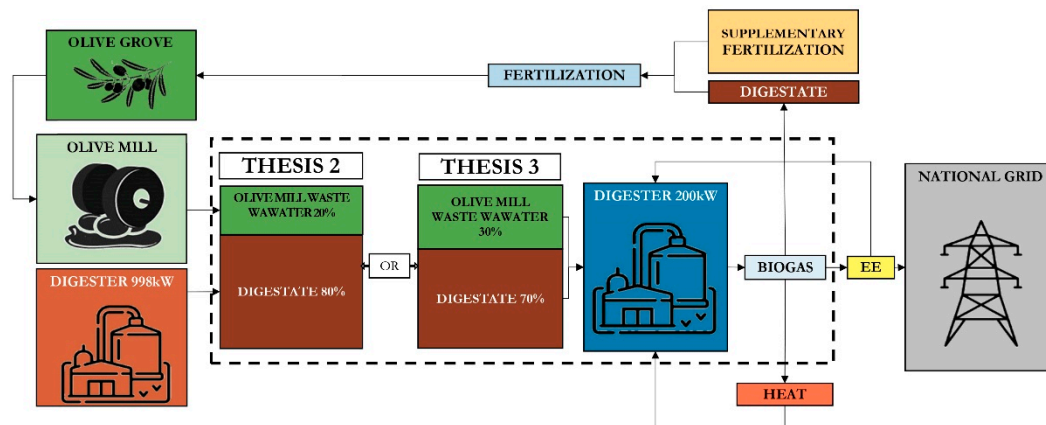 OLIVE GROVE
SUPPLEMENTARY
FERTILIZATION
FERTILIZATION
DIGESTATE
OLIVE MILL
THESIS 2
THESIS 3
OLIVE MILL WASTE
WAWATER 20%
OLIVE MILL
WASTE WAWATER
30%
DIGESTER 200kW
NATIONAL GRID
OR
BIOGAS
EE
DIGESTER 998kW
DIGESTATE 80%
DIGESTATE 70%
HEAT